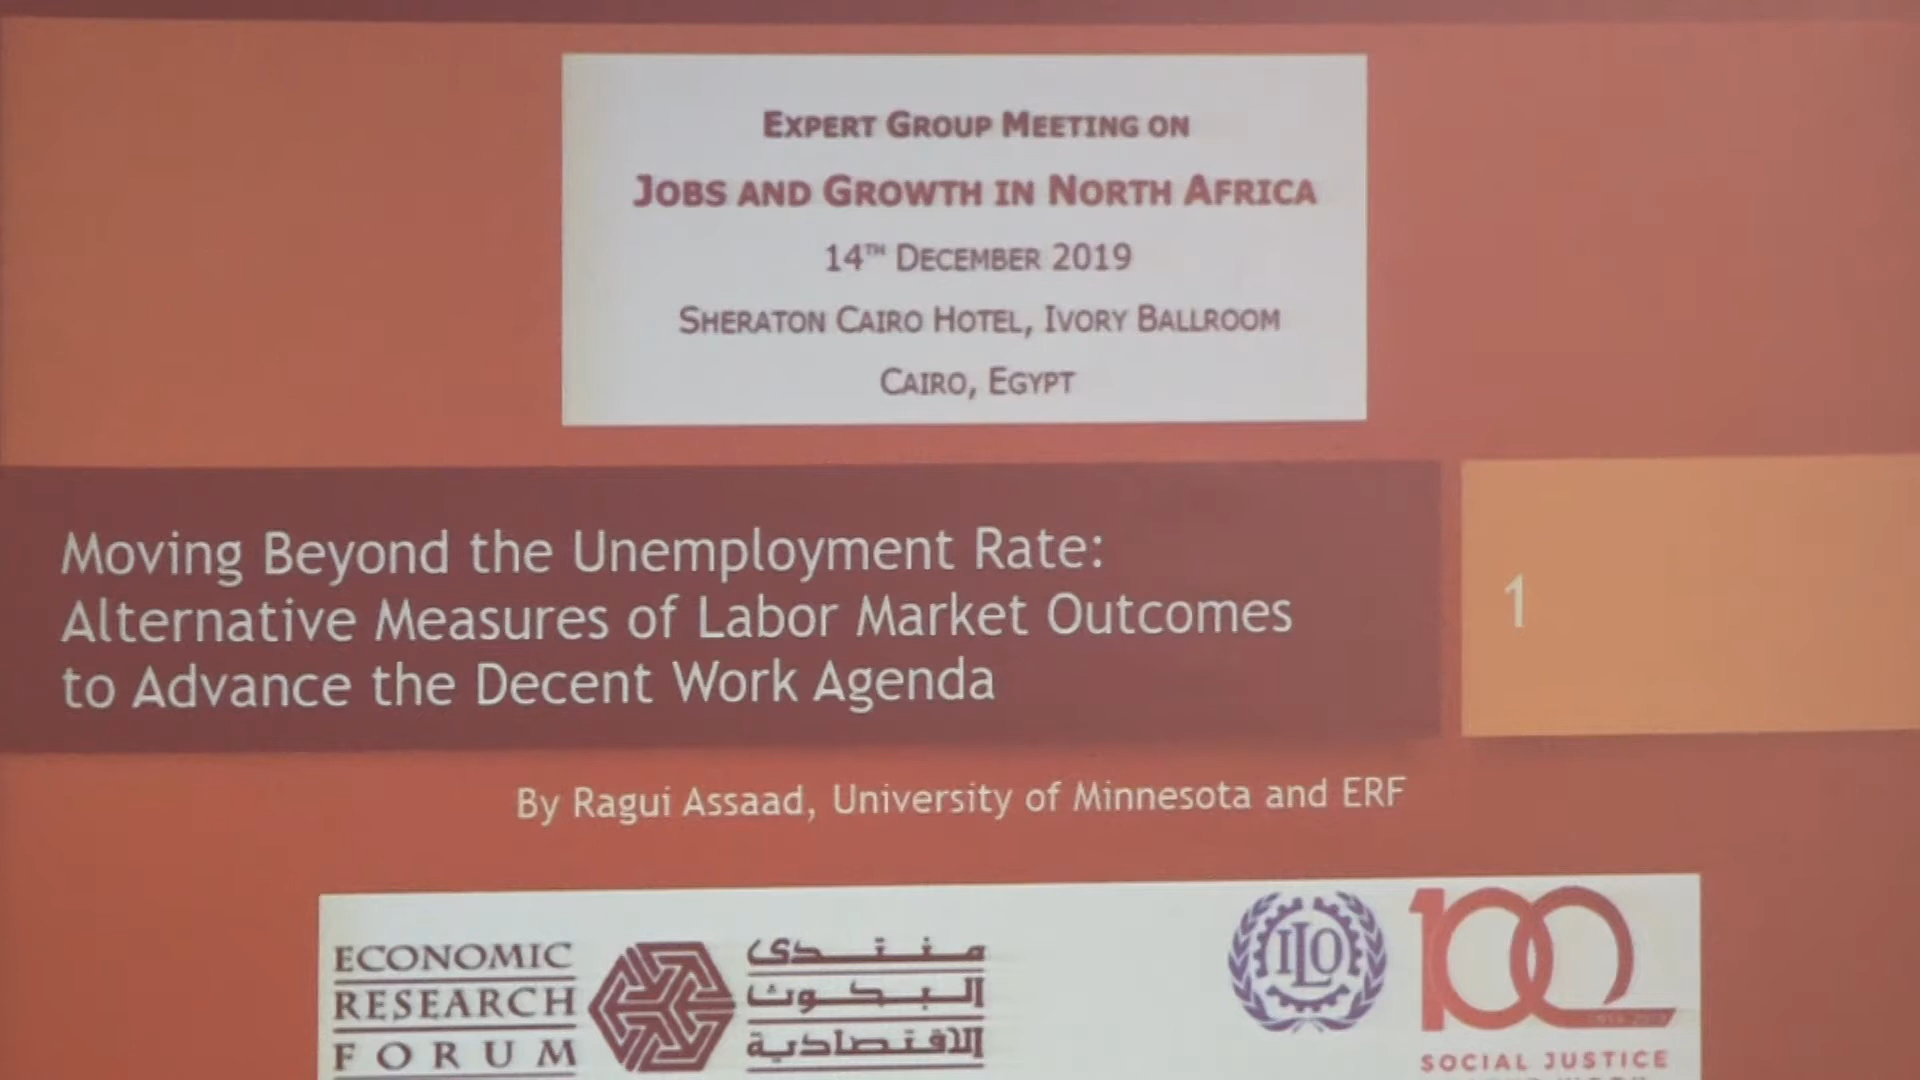 EXPERT GROUP MEETING ON
JOBS AND GROWTH IN NORTH AFRICA
14TH DECEMBER 2019
SHERATON CAIRO HOTEL, IVORY BALLROOM
CAIRO, EGYPT
Moving Beyond the Unemployment Rate:
Alternative Measures of Labor Market Outcomes
to Advance the Decent Work Agenda
1
By Ragui Assaad, University of Minnesota and ERF
ECONOMIC
RESEARCH
FORUM
منتدى
البحوث
الاقتصادية
ILO
100
SOCIAL JUSTICE